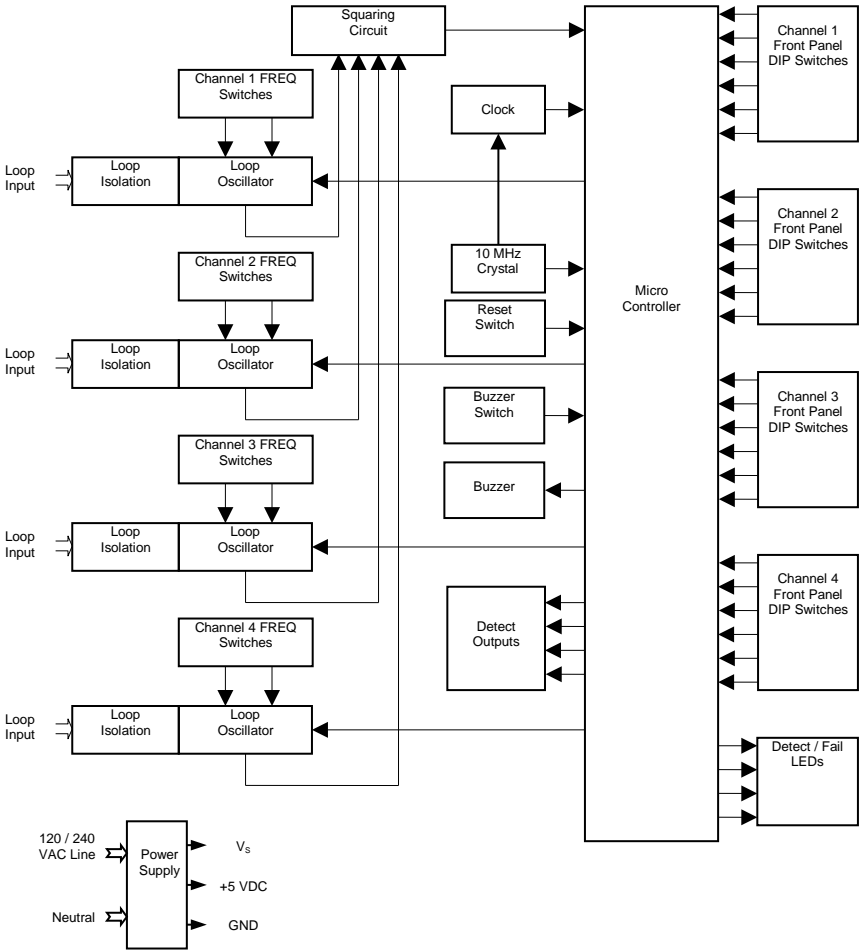 Squaring
Circuit
Channel 1 FREQ
Switches
Clock
Channel 1
Front Panel
DIP Switches
Loop
Input
Loop
Isolation
Loop
Oscillator
Channel 2 FREQ
Switches
10 MHz
Crystal
Channel 2
Front Panel
DIP Switches
Micro
Controller
Reset
Switch
Loop
Input
Loop
Isolation
Loop
Oscillator
Buzzer
Switch
Channel 3
Front Panel
DIP Switches
Channel 3 FREQ
Switches
Buzzer
Loop
Input
Loop
Isolation
Loop
Oscillator
Channel 4
Front Panel
DIP Switches
Channel 4 FREQ
Switches
Detect
Outputs
Loop
Input
Loop
Isolation
Loop
Oscillator
Detect / Fail
LEDs
120 / 240
VAC Line
Power
Supply
VS
+5 VDC
Neutral
GND